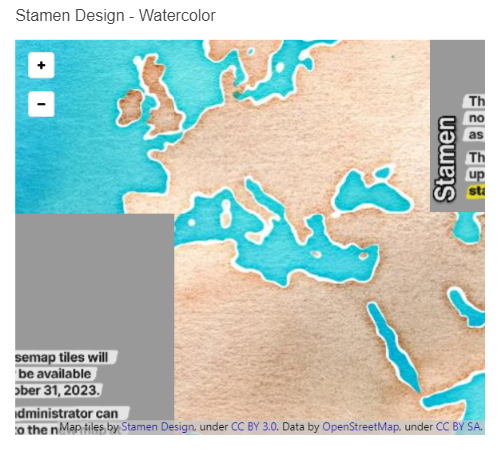 Stamen Design - Watercolor
+
−
Stamen
Th
no
as
Th
up
sta
semap tiles will
be available
ober 31, 2023.
administrator can
to the n
Map tiles by Stamen Design, under CC BY 3.0. Data by OpenStreetMap, under CC BY SA.